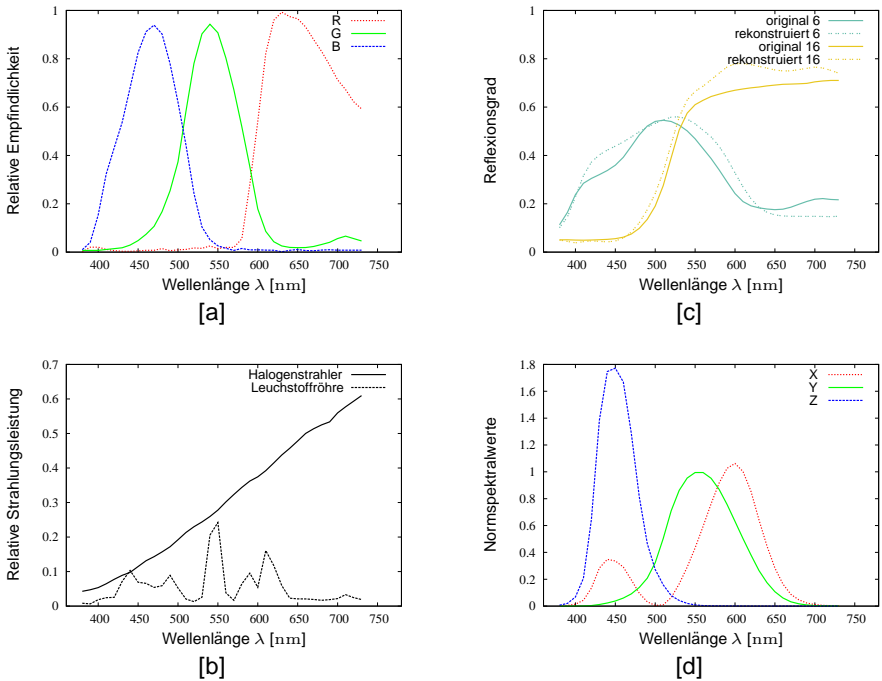 Relative Empfindlichkeit
1
0.8
0.6
0.4
0.2
0
R
G
B
400 450 500 550 600 650 700 750
Wellenlänge λ [nm]
[a]
Reflexionsgrad
1
0.8
0.6
0.4
0.2
0
original 6
rekonstruiert 6
original 16
rekonstruiert 16
400 450 500 550 600 650 700 750
Wellenlänge λ [nm]
[c]
Relative Strahlungsleistung
0.7
0.6
0.5
0.4
0.3
0.2
0.1
0
Halogenstrahler
Leuchstoffröhre
400 450 500 550 600 650 700 750
Wellenlänge λ [nm]
[b]
Normspektralwerte
1.8
1.6
1.4
1.2
1
0.8
0.6
0.4
0.2
0
X
Y
Z
400 450 500 550 600 650 700 750
Wellenlänge λ [nm]
[d]